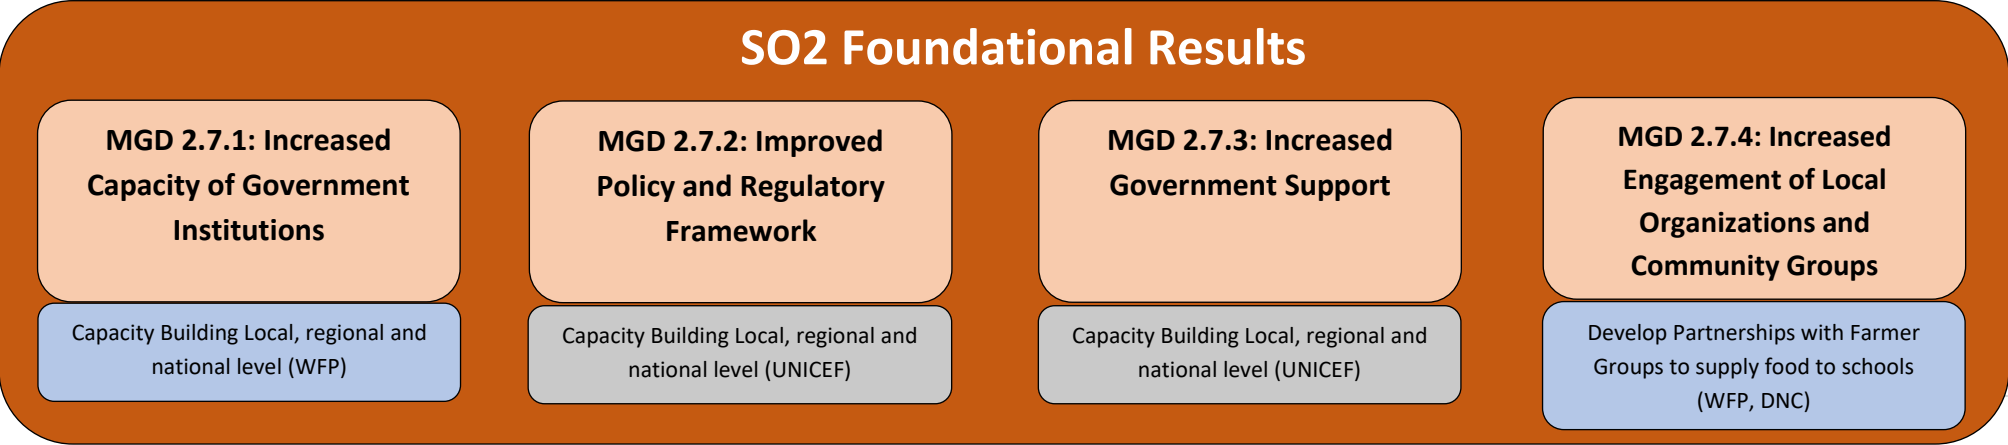 SO2 Foundational Results
MGD 2.7.1: Increased
Capacity of Government
Institutions
Capacity Building Local, regional and
national level (WFP)
MGD 2.7.2: Improved
Policy and Regulatory
Framework
Capacity Building Local, regional and
national level (UNICEF)
MGD 2.7.3: Increased
Government Support
Capacity Building Local, regional and
national level (UNICEF)
MGD 2.7.4: Increased
Engagement of Local
Organizations and
Community Groups
Develop Partnerships with Farmer
Groups to supply food to schools
(WFP, DNC)